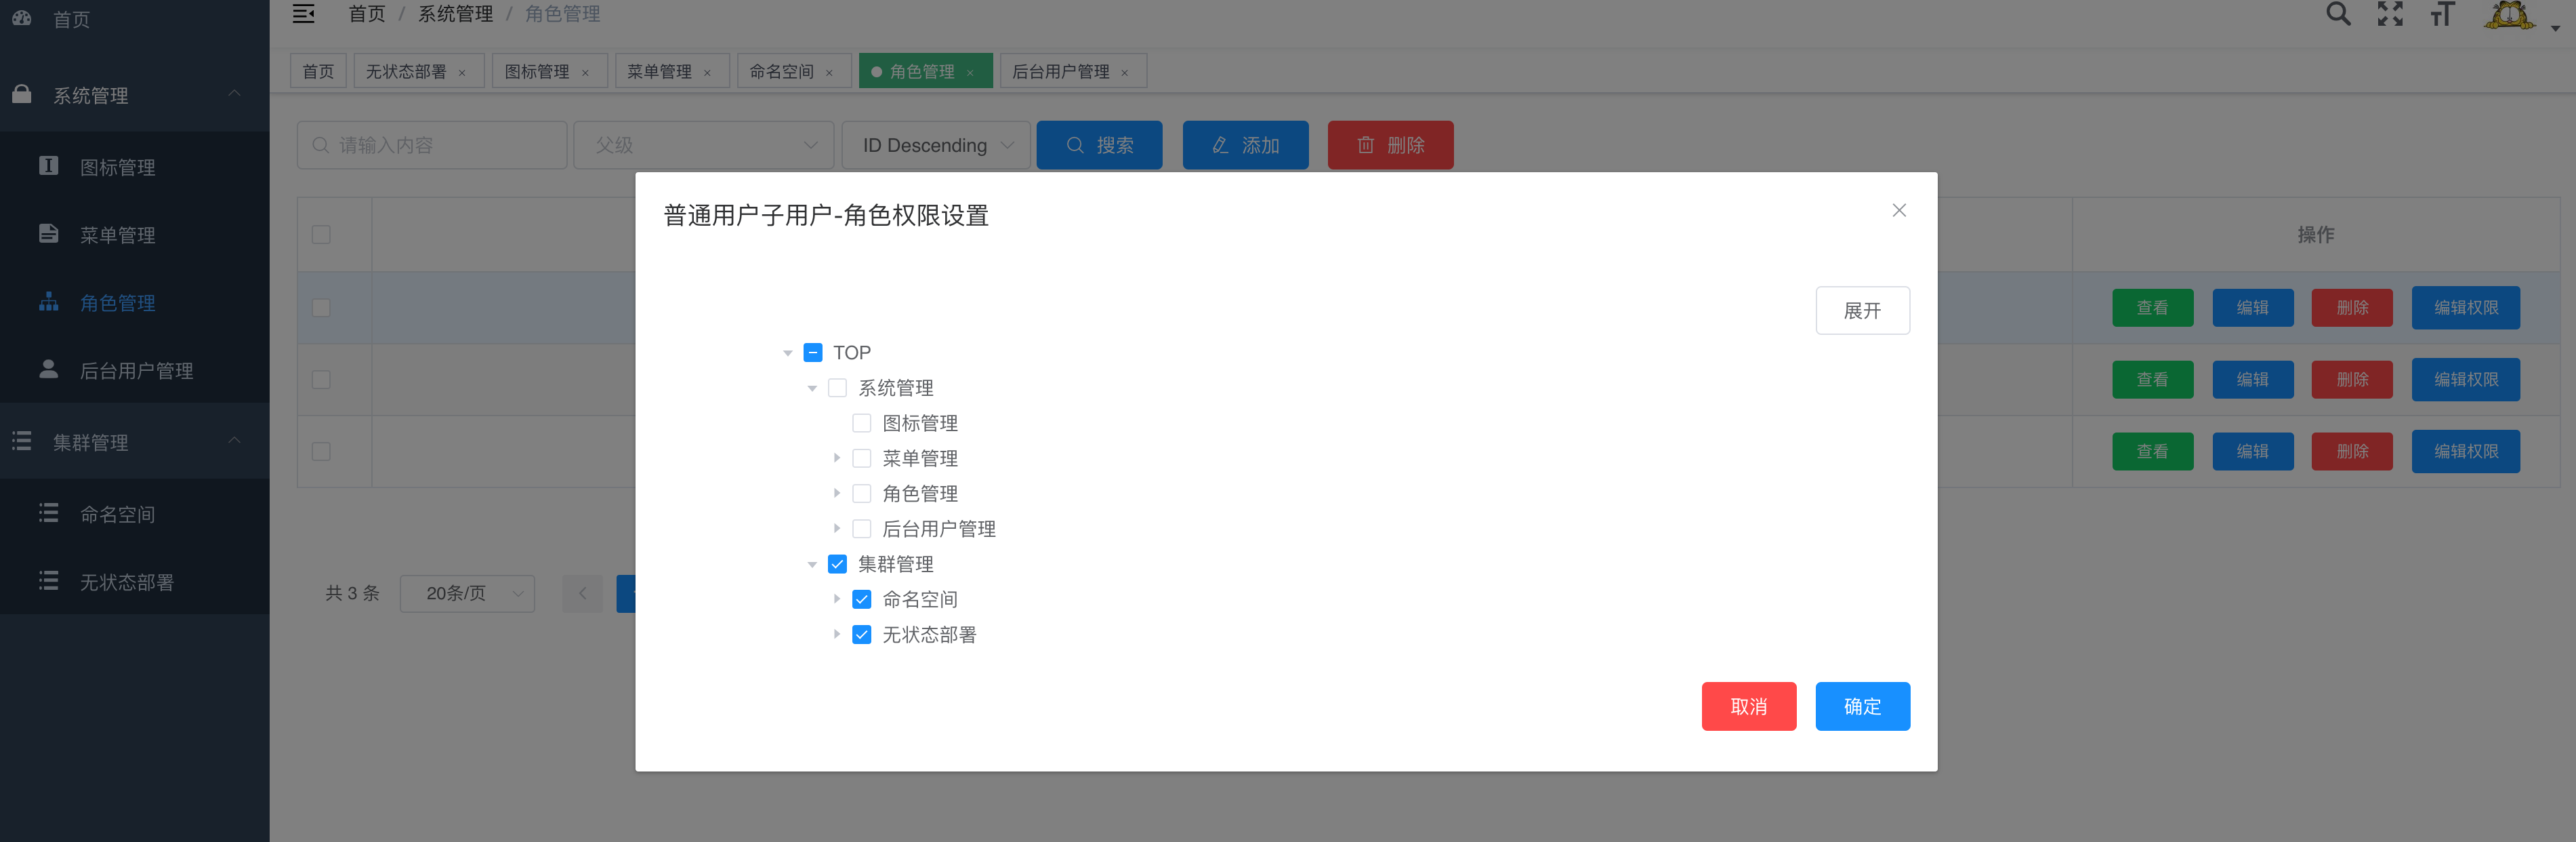 首页
系统管理
图标管理
菜单管理
角色管理
后台用户管理
集群管理
命名空间
无状态部署
首页 / 系统管理 / 角色管理
首页 无状态部署 × 图标管理 × 菜单管理 × 命名空间 × 角色管理 × 后台用户管理 ×
请输入内容 父级 ID Descending 搜索 添加 删除
操作
查看 编辑 删除 编辑权限
查看 编辑 删除 编辑权限
查看 编辑 删除 编辑权限
共 3 条 20条/页
普通用户子用户-角色权限设置
展开
TOP
系统管理
图标管理
菜单管理
角色管理
后台用户管理
集群管理
命名空间
无状态部署
取消 确定